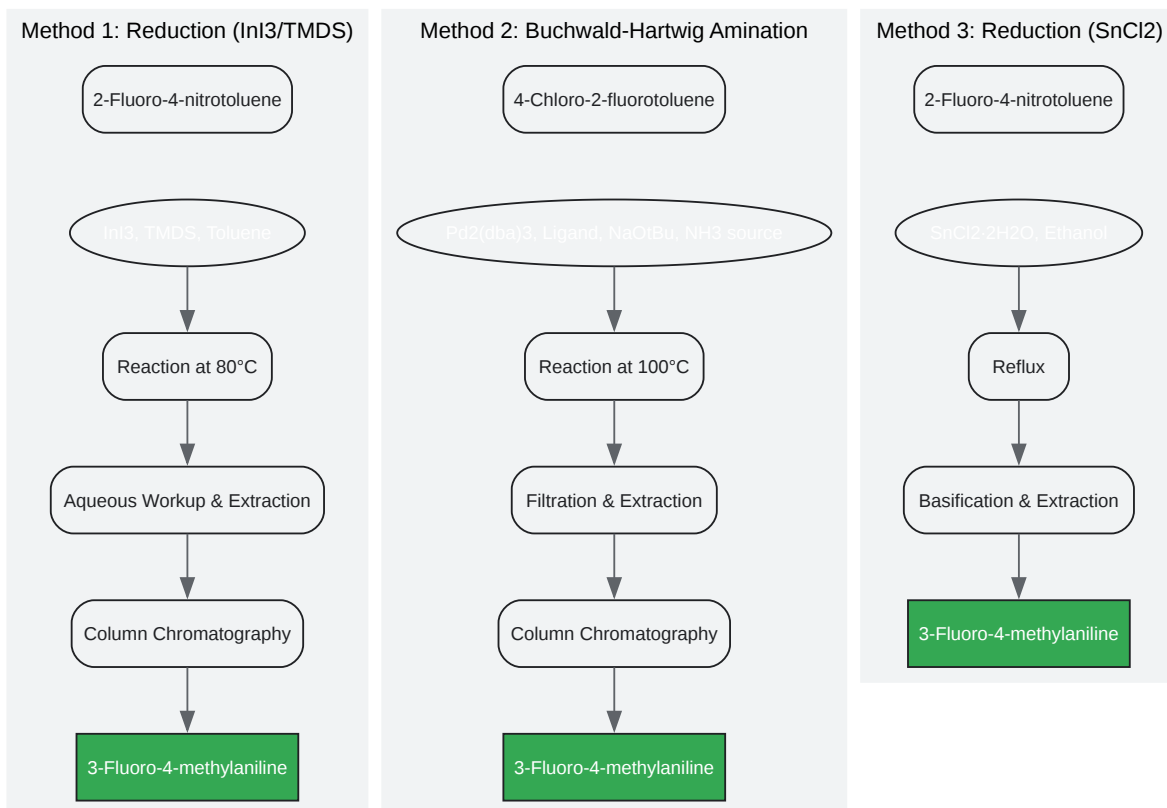 Method 1: Reduction (InI3/TMDS)
2-Fluoro-4-nitrotoluene
InI3, TMDS, Toluene
Reaction at 80°C
Aqueous Workup & Extraction
Column Chromatography
3-Fluoro-4-methylaniline
Method 2: Buchwald-Hartwig Amination
4-Chloro-2-fluorotoluene
Pd2(dba)3, Ligand, NaOtBu, NH3 source
Reaction at 100°C
Filtration & Extraction
Column Chromatography
3-Fluoro-4-methylaniline
Method 3: Reduction (SnCl2)
2-Fluoro-4-nitrotoluene
SnCl2·2H2O, Ethanol
Reflux
Basification & Extraction
3-Fluoro-4-methylaniline